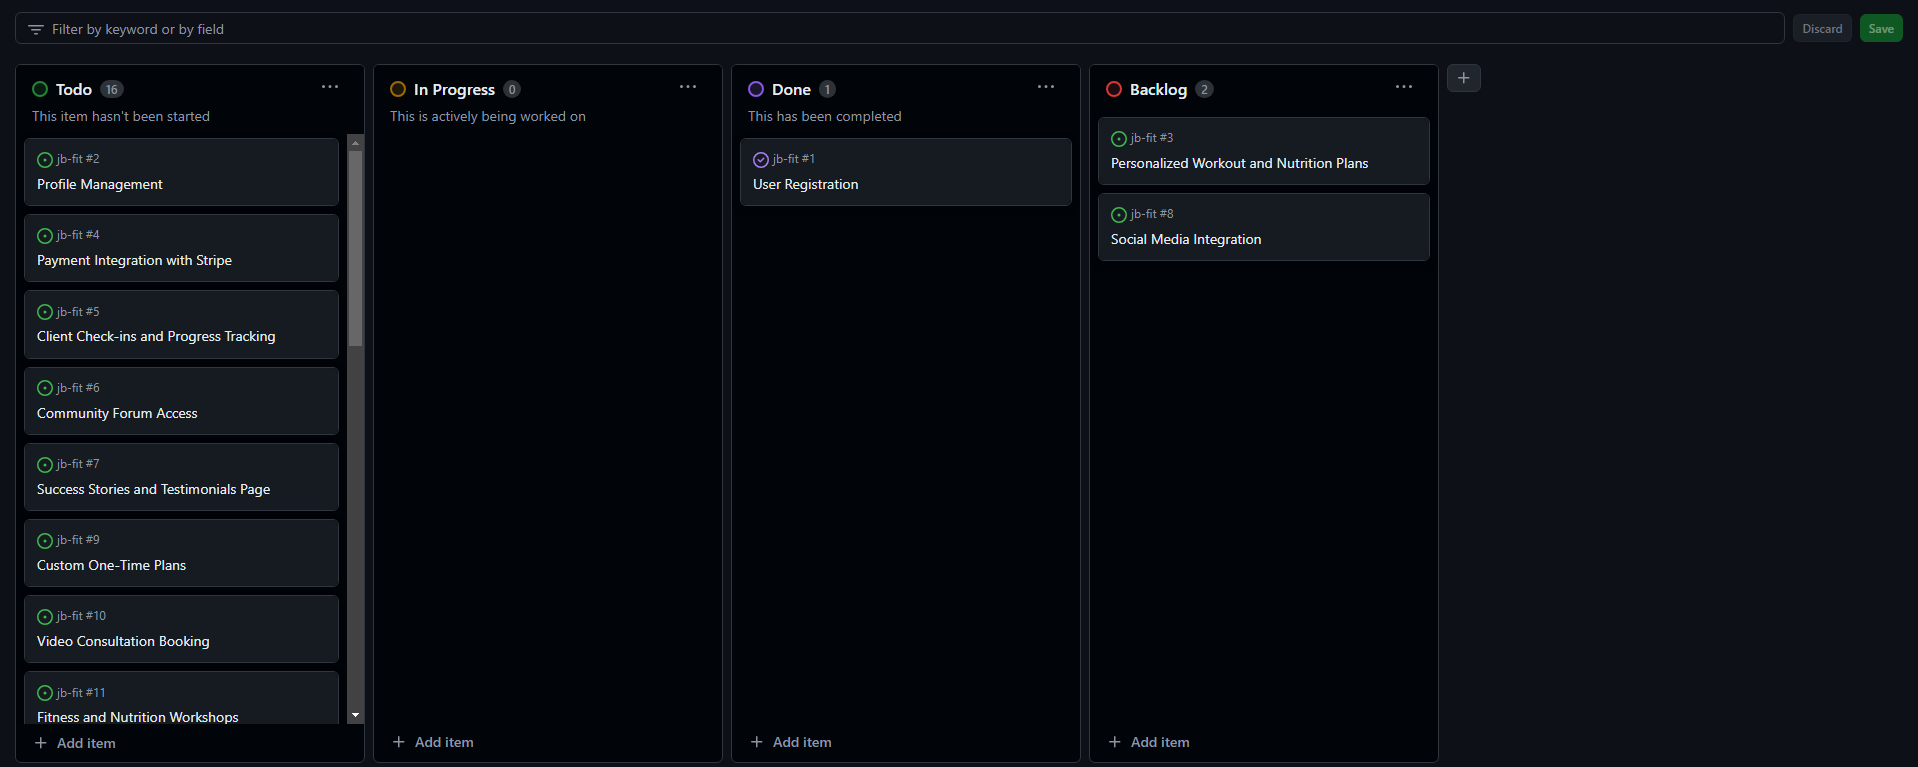 Filter by keyword or by field
Discard
Save
Todo 16
This item hasn't been started
jb-fit #2
Profile Management
jb-fit #4
Payment Integration with Stripe
jb-fit #5
Client Check-ins and Progress Tracking
jb-fit #6
Community Forum Access
jb-fit #7
Success Stories and Testimonials Page
jb-fit #9
Custom One-Time Plans
jb-fit #10
Video Consultation Booking
jb-fit #11
Fitness and Nutrition Workshops
Add item
In Progress 0
This is actively being worked on
Add item
Done 1
This has been completed
jb-fit #1
User Registration
Add item
Backlog 2
jb-fit #3
Personalized Workout and Nutrition Plans
jb-fit #8
Social Media Integration
Add item